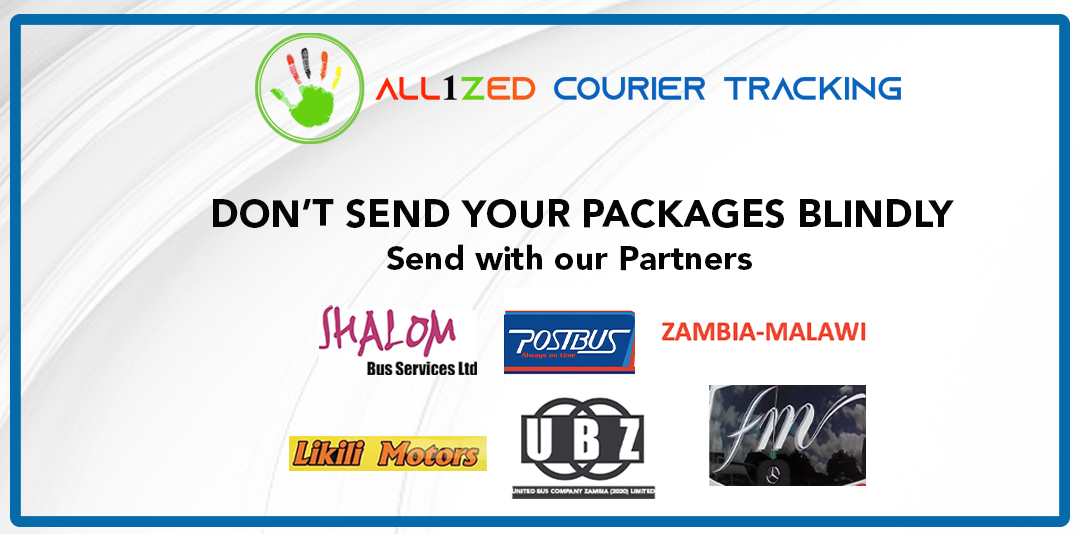 ALL1ZED COURIER TRACKING
DON'T SEND YOUR PACKAGES BLINDLY
Send with our Partners
SHALOM
Bus Services Ltd
POSTBUS
Always on time
ZAMBIA-MALAWI
Likili Motors
UBZ
UNITED BUS COMPANY ZAMBIA (2020) LIMITED
fm